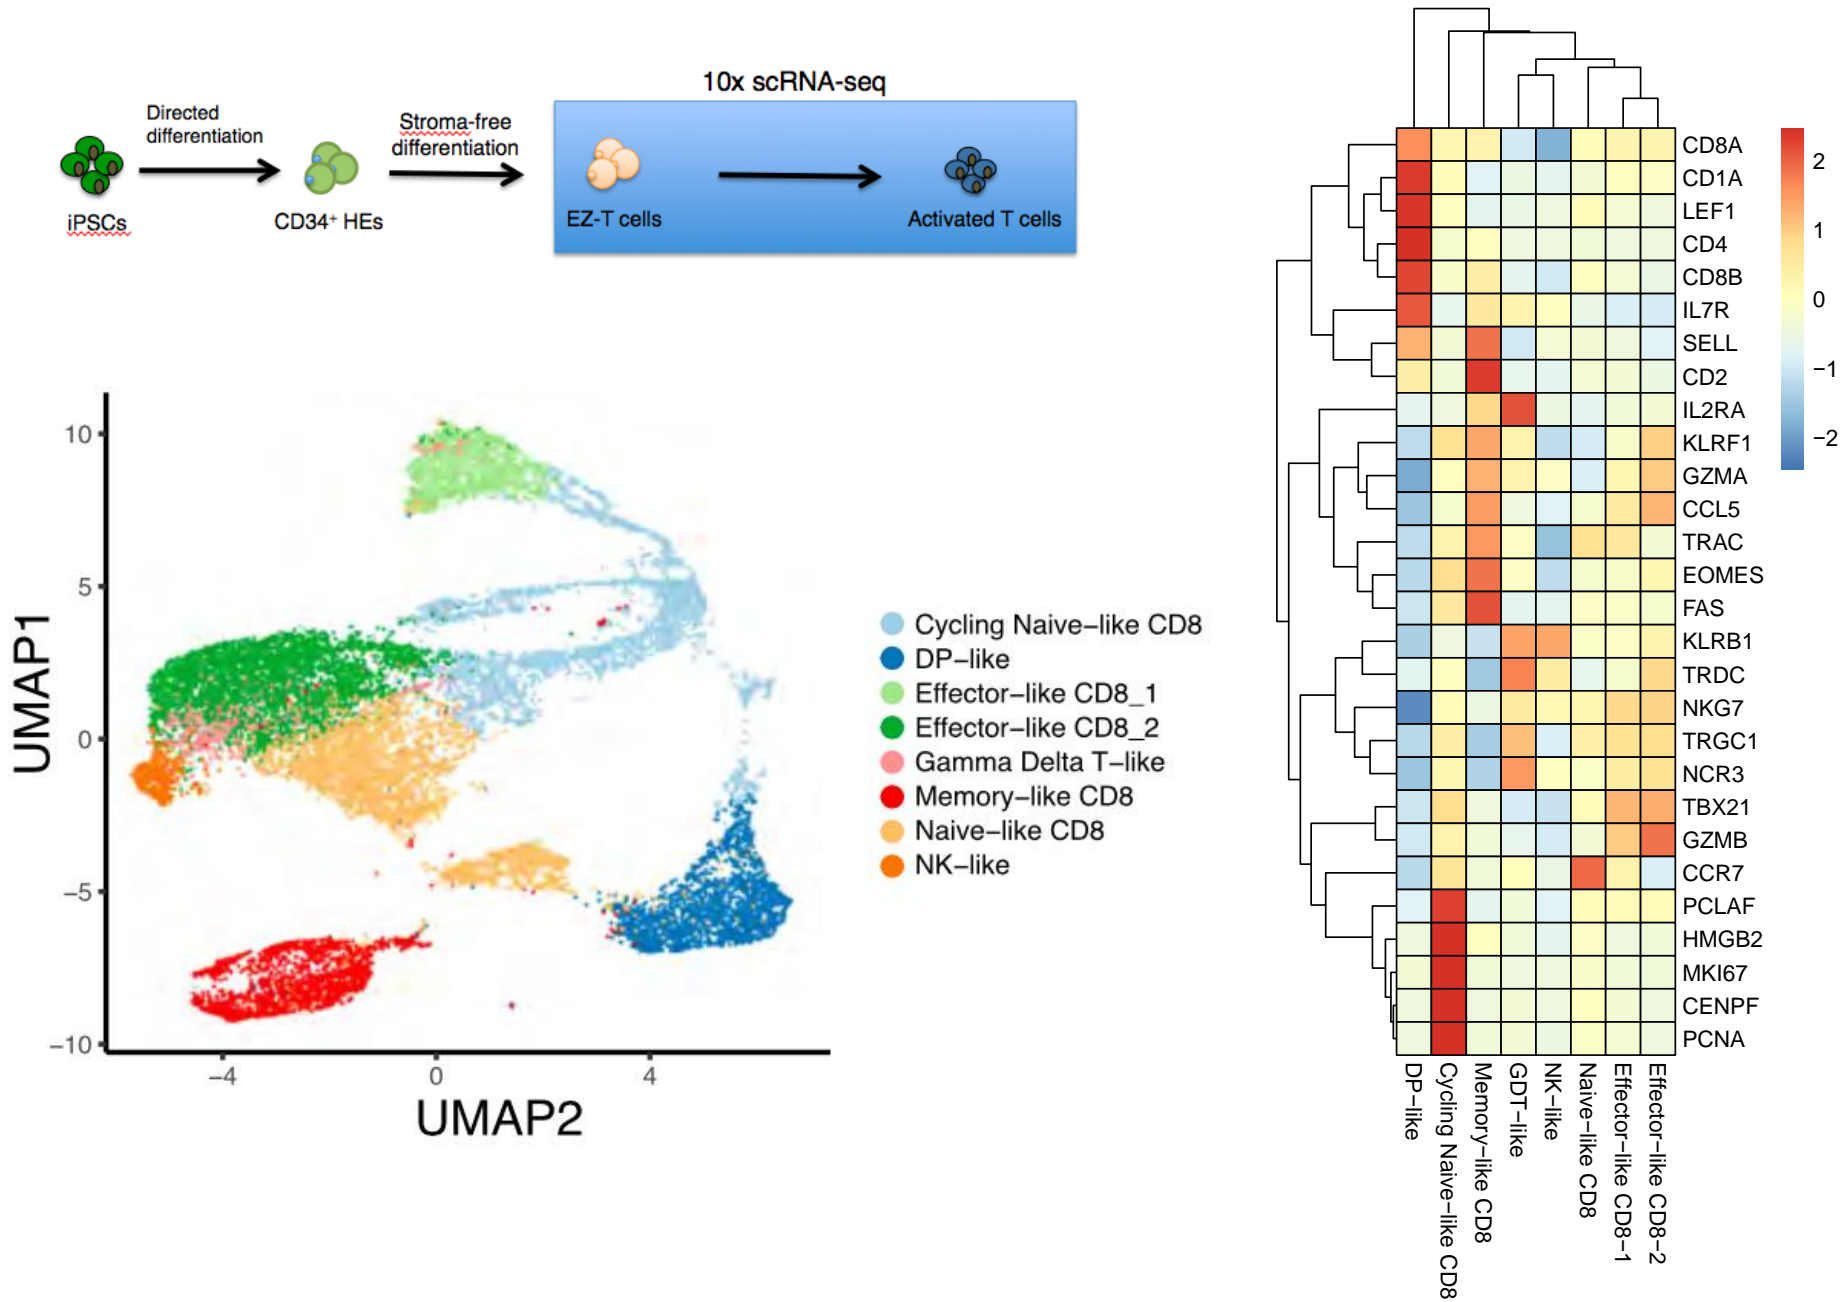 10x scRNA-seq
Directed
differentiation
Stroma-free
differentiation
iPSCs
CD34⁺ HEs
EZ-T cells
Activated T cells
UMAP1
10
5
0
−5
−10
−4
0
4
UMAP2
Cycling Naive−like CD8
DP−like
Effector−like CD8_1
Effector−like CD8_2
Gamma Delta T−like
Memory−like CD8
Naive−like CD8
NK−like
CD8A
CD1A
LEF1
CD4
CD8B
IL7R
SELL
CD2
IL2RA
KLRF1
GZMA
CCL5
TRAC
EOMES
FAS
KLRB1
TRDC
NKG7
TRGC1
NCR3
TBX21
GZMB
CCR7
PCLAF
HMGB2
MKI67
CENPF
PCNA
DP−like
Cycling Naive−like CD8
Memory−like CD8
GDT−like
NK−like
Naive−like CD8
Effector−like CD8−1
Effector−like CD8−2
2
1
0
−1
−2